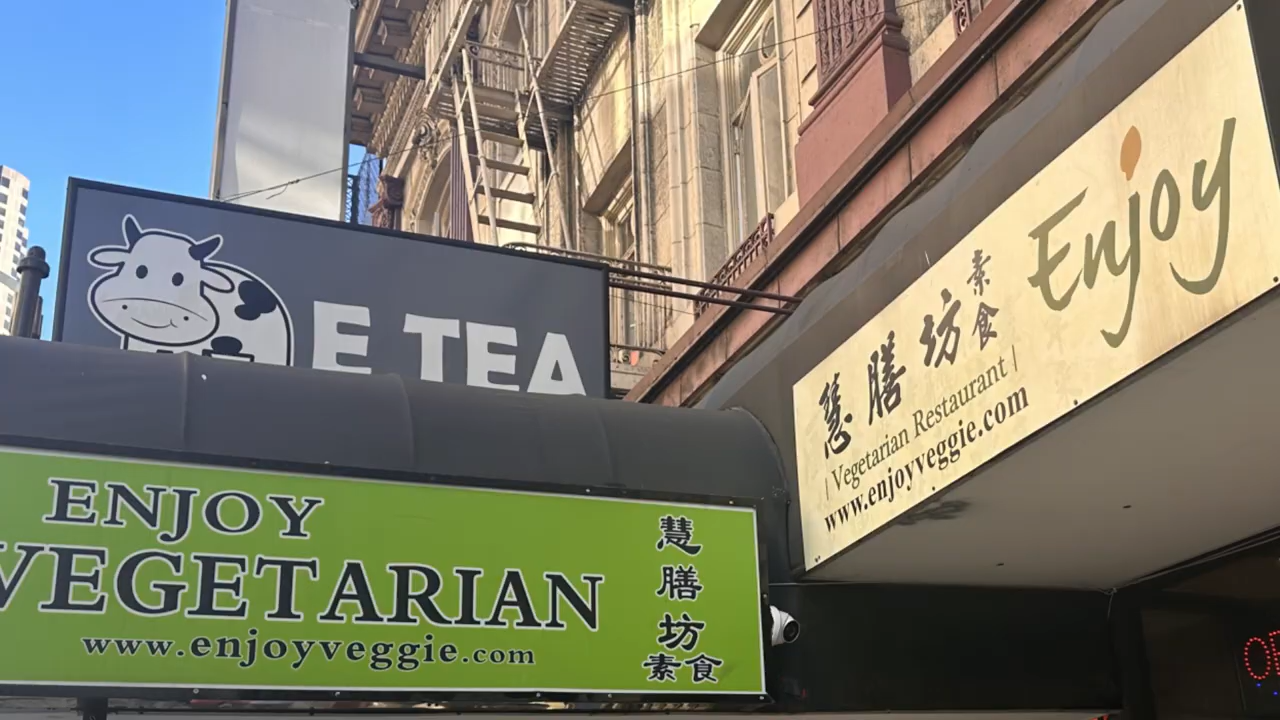 E TEA
Enjoy
慧膳坊 素食
| Vegetarian Restaurant |
www.enjoyveggie.com
ENJOY
VEGETARIAN
www.enjoyveggie.com
慧
膳
坊
素食